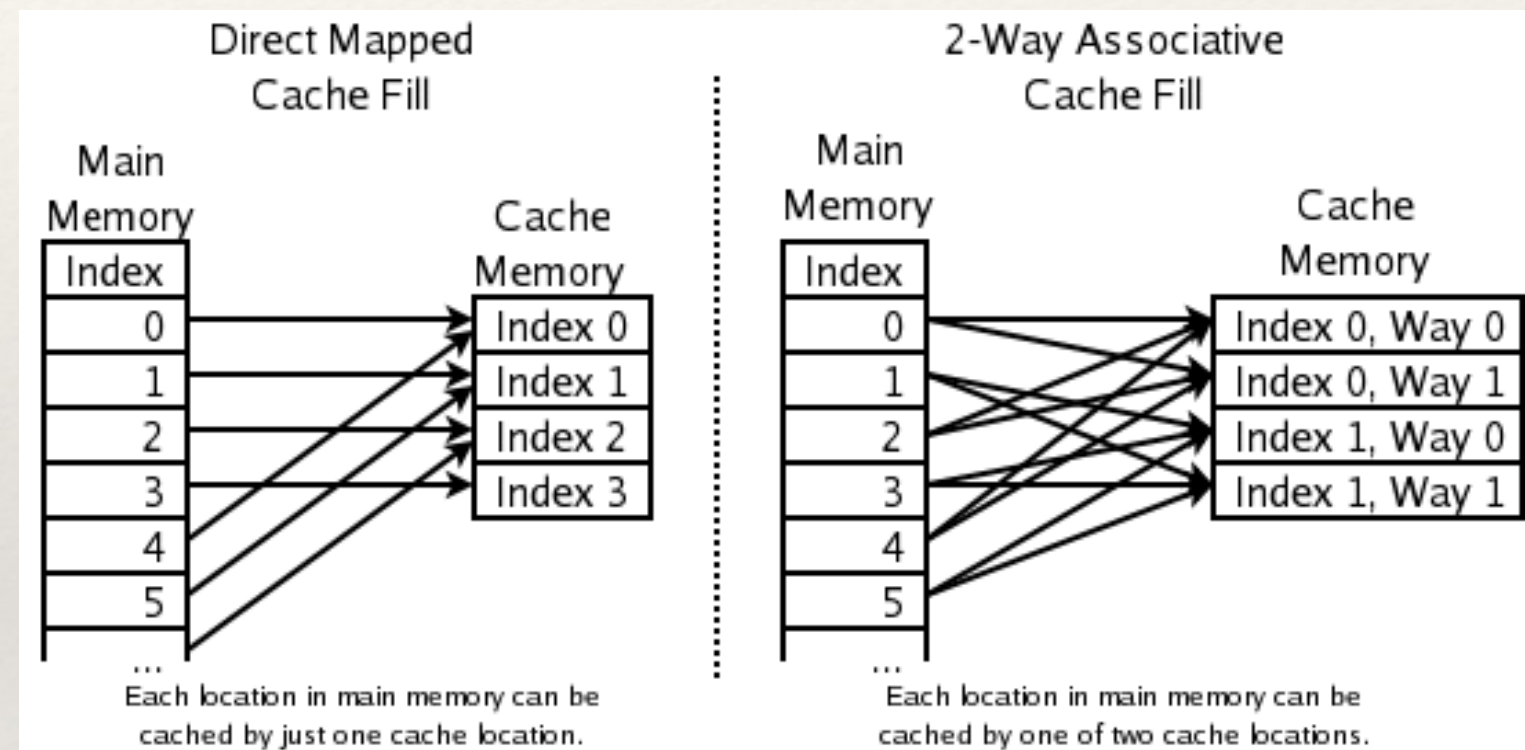 Direct Mapped
Cache Fill
Main
Memory
Index
0
1
2
3
4
5
...
Cache
Memory
Index 0
Index 1
Index 2
Index 3
Each location in main memory can be
cached by just one cache location.
2-Way Associative
Cache Fill
Main
Memory
Index
0
1
2
3
4
5
...
Cache
Memory
Index 0, Way 0
Index 0, Way 1
Index 1, Way 0
Index 1, Way 1
Each location in main memory can be
cached by one of two cache locations.